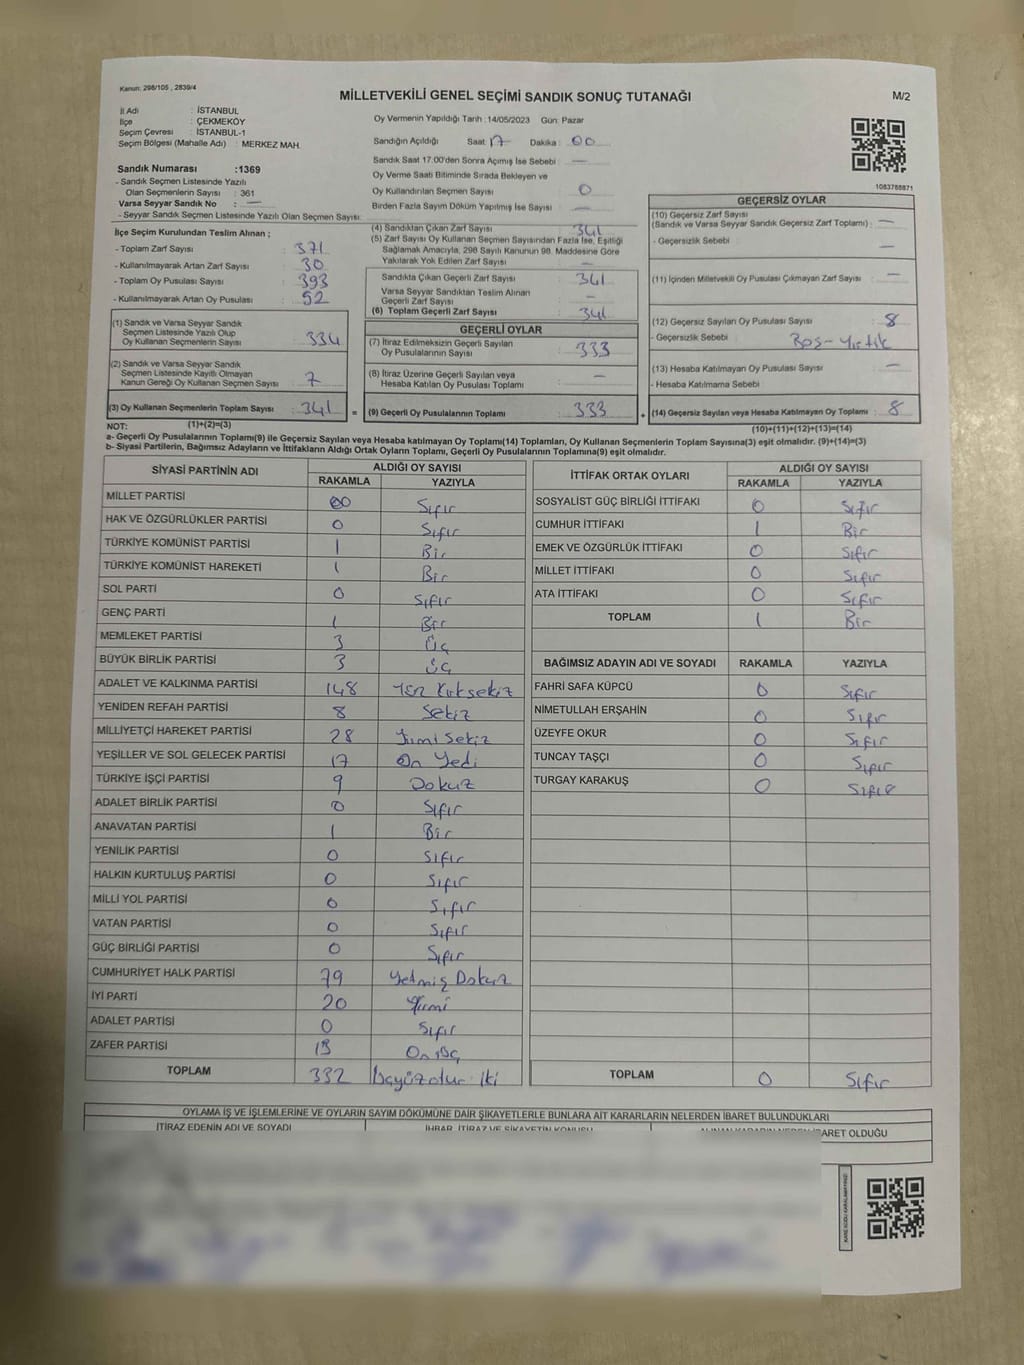 Kanun: 298/105 , 2839/4
MİLLETVEKİLİ GENEL SEÇİMİ SANDIK SONUÇ TUTANAĞI
M/2
İl Adı : İSTANBUL
İlçe : ÇEKMEKÖY
Seçim Çevresi : İSTANBUL-1
Seçim Bölgesi (Mahalle Adı) : MERKEZ MAH.
Sandık Numarası :1369
- Sandık Seçmen Listesinde Yazılı
Olan Seçmenlerin Sayısı : 361
Varsa Seyyar Sandık No : —
- Seyyar Seçmen Listesinde Yazılı Olan Seçmen Sayısı:
Oy Vermenin Yapıldığı Tarih : 14/05/2023 Gün: Pazar
Sandığın Açıldığı Saat: 17 Dakika : 00
Sandık Saat 17.00'den Sonra Açımış İse Sebebi : —
Oy Verme Saati Bitiminde Sırada Bekleyen ve
Oy Kullandırılan Seçmen Sayısı : 0
Birden Fazla Sayım Döküm Yapılmış İse Sayısı : —
1083768871
İlçe Seçim Kurulundan Teslim Alınan ;
- Toplam Zarf Sayısı : 371
- Kullanılmayarak Artan Zarf Sayısı : 30
- Toplam Oy Pusulası Sayısı : 393
- Kullanılmayarak Artan Oy Pusulası : 52
(1) Sandık ve Varsa Seyyar Sandık
Seçmen Listesinde Yazılı Olup
Oy Kullanan Seçmenlerin Sayısı : 334
(2) Sandık ve Varsa Seyyar Sandık
Seçmen Listesinde Kayıtlı Olmayan
Kanun Gereği Oy Kullanan Seçmen Sayısı : 7
(3) Oy Kullanan Seçmenlerin Toplam Sayısı : 341
(4) Sandıktan Çıkan Zarf Sayısı : 341
(5) Zarf Sayısı Oy Kullanan Seçmen Sayısından Fazla İse, Eşitliği
Sağlamak Amacıyla, 298 Sayılı Kanunun 98. Maddesine Göre
Yakılarak Yok Edilen Zarf Sayısı : —
Sandıkta Çıkan Geçerli Zarf Sayısı : 341
Varsa Seyyar Sandıktan Teslim Alınan
Geçerli Zarf Sayısı : —
(6) Toplam Geçerli Zarf Sayısı : 341
GEÇERLİ OYLAR
(7) İtiraz Edilmeksizin Geçerli Sayılan
Oy Pusulalarının Sayısı : 333
(8) İtiraz Üzerine Geçerli Sayılan veya
Hesaba Katılan Oy Pusulası Toplamı : —
= (9) Geçerli Oy Pusulalarının Toplamı : 333
GEÇERSİZ OYLAR
(10) Geçersiz Zarf Sayısı
(Sandık ve Varsa Seyyar Sandık Geçersiz Zarf Toplamı) : —
- Geçersizlik Sebebi : —
(11) İçinden Milletvekili Oy Pusulası Çıkmayan Zarf Sayısı : —
(12) Geçersiz Sayılan Oy Pusulası Sayısı : 8
- Geçersizlik Sebebi : Boş-Yırtık
(13) Hesaba Katılmayan Oy Pusulası Sayısı : —
- Hesaba Katılmama Sebebi
+ (14) Geçersiz Sayılan veya Hesaba Katılmayan Oy Toplamı : 8
NOT: (1)+(2)=(3)
(10)+(11)+(12)+(13)=(14)
a- Geçerli Oy Pusulalarının Toplamı(9) ile Geçersiz Sayılan veya Hesaba katılmayan Oy Toplamı(14) Toplamları, Oy Kullanan Seçmenlerin Toplam Sayısına(3) eşit olmalıdır. (9)+(14)=(3)
b- Siyasi Partilerin, Bağımsız Adayların ve İttifakların Aldığı Ortak Oyların Toplamı, Geçerli Oy Pusulalarının Toplamına(9) eşit olmalıdır.
SİYASİ PARTİNİN ADI ALDIĞI OY SAYISI
RAKAMLA YAZIYLA
MİLLET PARTİSİ 00 Sıfır
HAK VE ÖZGÜRLÜKLER PARTİSİ 0 Sıfır
TÜRKİYE KOMÜNİST PARTİSİ 1 Bir
TÜRKİYE KOMÜNİST HAREKETİ 1 Bir
SOL PARTİ 0 Sıfır
GENÇ PARTİ 1 Bir
MEMLEKET PARTİSİ 3 Üç
BÜYÜK BİRLİK PARTİSİ 3 Üç
ADALET VE KALKINMA PARTİSİ 148 Yüz Kırksekiz
YENİDEN REFAH PARTİSİ 8 Sekiz
MİLLİYETÇİ HAREKET PARTİSİ 28 Yirmi Sekiz
YEŞİLLER VE SOL GELECEK PARTİSİ 17 On Yedi
TÜRKİYE İŞÇİ PARTİSİ 9 Dokuz
ADALET BİRLİK PARTİSİ 0 Sıfır
ANAVATAN PARTİSİ 1 Bir
YENİLİK PARTİSİ 0 Sıfır
HALKIN KURTULUŞ PARTİSİ 0 Sıfır
MİLLİ YOL PARTİSİ 0 Sıfır
VATAN PARTİSİ 0 Sıfır
GÜÇ BİRLİĞİ PARTİSİ 0 Sıfır
CUMHURİYET HALK PARTİSİ 79 Yetmiş Dokuz
İYİ PARTİ 20 Yirmi
ADALET PARTİSİ 0 Sıfır
ZAFER PARTİSİ 13 On Üç
TOPLAM 332 üçyüzotuz iki
İTTİFAK ORTAK OYLARI ALDIĞI OY SAYISI
RAKAMLA YAZIYLA
SOSYALİST GÜÇ BİRLİĞİ İTTİFAKI 0 Sıfır
CUMHUR İTTİFAKI 1 Bir
EMEK VE ÖZGÜRLÜK İTTİFAKI 0 Sıfır
MİLLET İTTİFAKI 0 Sıfır
ATA İTTİFAKI 0 Sıfır
TOPLAM 1 Bir
BAĞIMSIZ ADAYIN ADI VE SOYADI RAKAMLA YAZIYLA
FAHRİ SAFA KÜPCÜ 0 Sıfır
NİMETULLAH ERŞAHİN 0 Sıfır
ÜZEYFE OKUR 0 Sıfır
TUNCAY TAŞÇI 0 Sıfır
TURGAY KARAKUŞ 0 Sıfır
TOPLAM 0 Sıfır
OYLAMA İŞ VE İŞLEMLERİNE VE OYLARIN SAYIM DÖKÜMÜNE DAİR ŞİKAYETLERLE BUNLARA AİT KARARLARIN NELERDEN İBARET BULUNDUKLARI
İTİRAZ EDENİN ADI VE SOYADI
İHBAR, İTİRAZ VE ŞİKAYETİN KONUSU
İBARET OLDUĞU
KARE KODU KARALAMAYINIZ!